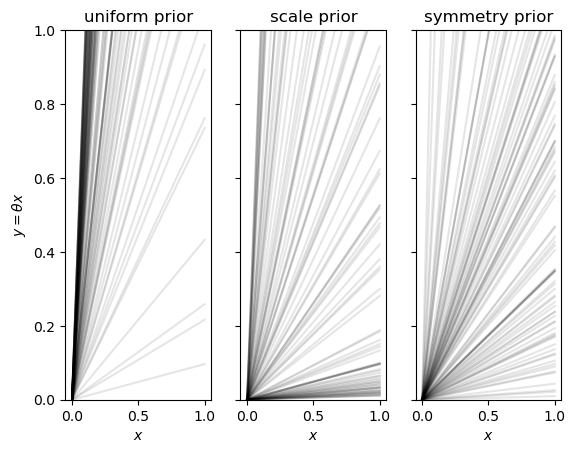 uniform prior
scale prior
symmetry prior
y = θx
1.0
0.8
0.6
0.4
0.2
0.0
0.0 0.5 1.0
0.0 0.5 1.0
0.0 0.5 1.0
x
x
x